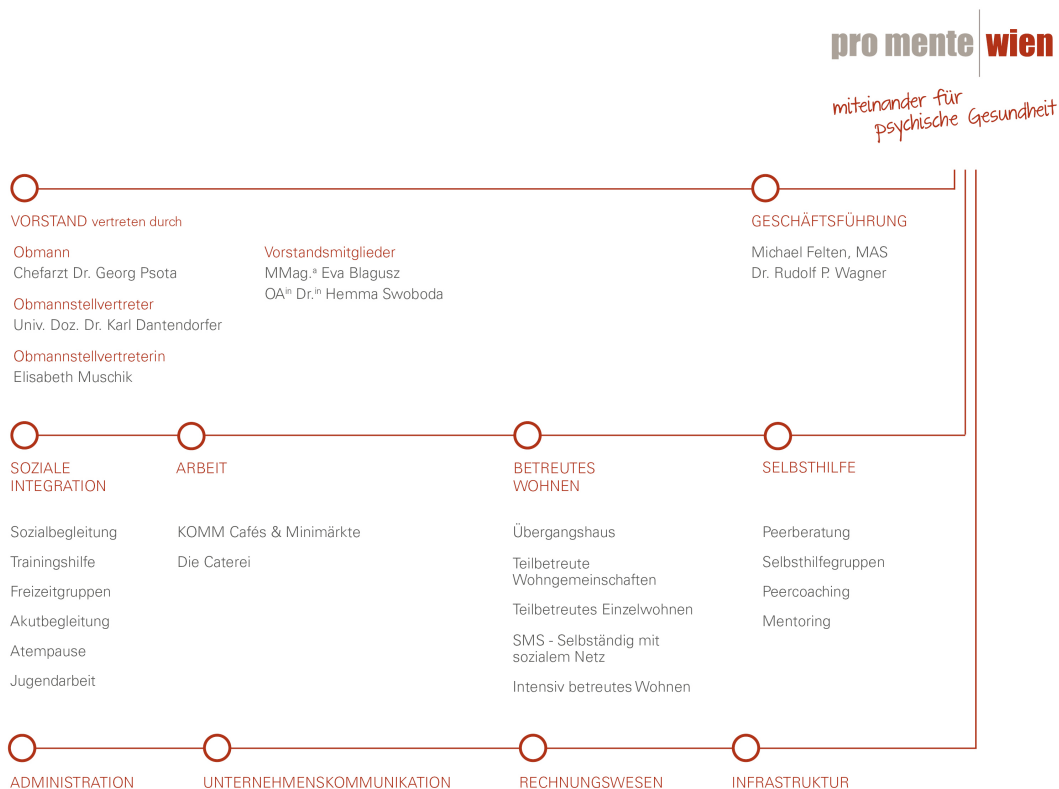 pro mente wien
miteinander für
psychische Gesundheit
VORSTAND vertreten durch
Obmann
Chefarzt Dr. Georg Psota
Obmannstellvertreter
Univ. Doz. Dr. Karl Dantendorfer
Obmannstellvertreterin
Elisabeth Muschik
Vorstandsmitglieder
MMag.ª Eva Blagusz
OAⁱⁿ Dr.ⁱⁿ Hemma Swoboda
GESCHÄFTSFÜHRUNG
Michael Felten, MAS
Dr. Rudolf P. Wagner
SOZIALE
INTEGRATION
Sozialbegleitung
Trainingshilfe
Freizeitgruppen
Akutbegleitung
Atempause
Jugendarbeit
ARBEIT
KOMM Cafés & Minimärkte
Die Caterei
BETREUTES
WOHNEN
Übergangshaus
Teilbetreute
Wohngemeinschaften
Teilbetreutes Einzelwohnen
SMS - Selbständig mit
sozialem Netz
Intensiv betreutes Wohnen
SELBSTHILFE
Peerberatung
Selbsthilfegruppen
Peercoaching
Mentoring
ADMINISTRATION
UNTERNEHMENSKOMMUNIKATION
RECHNUNGSWESEN
INFRASTRUKTUR